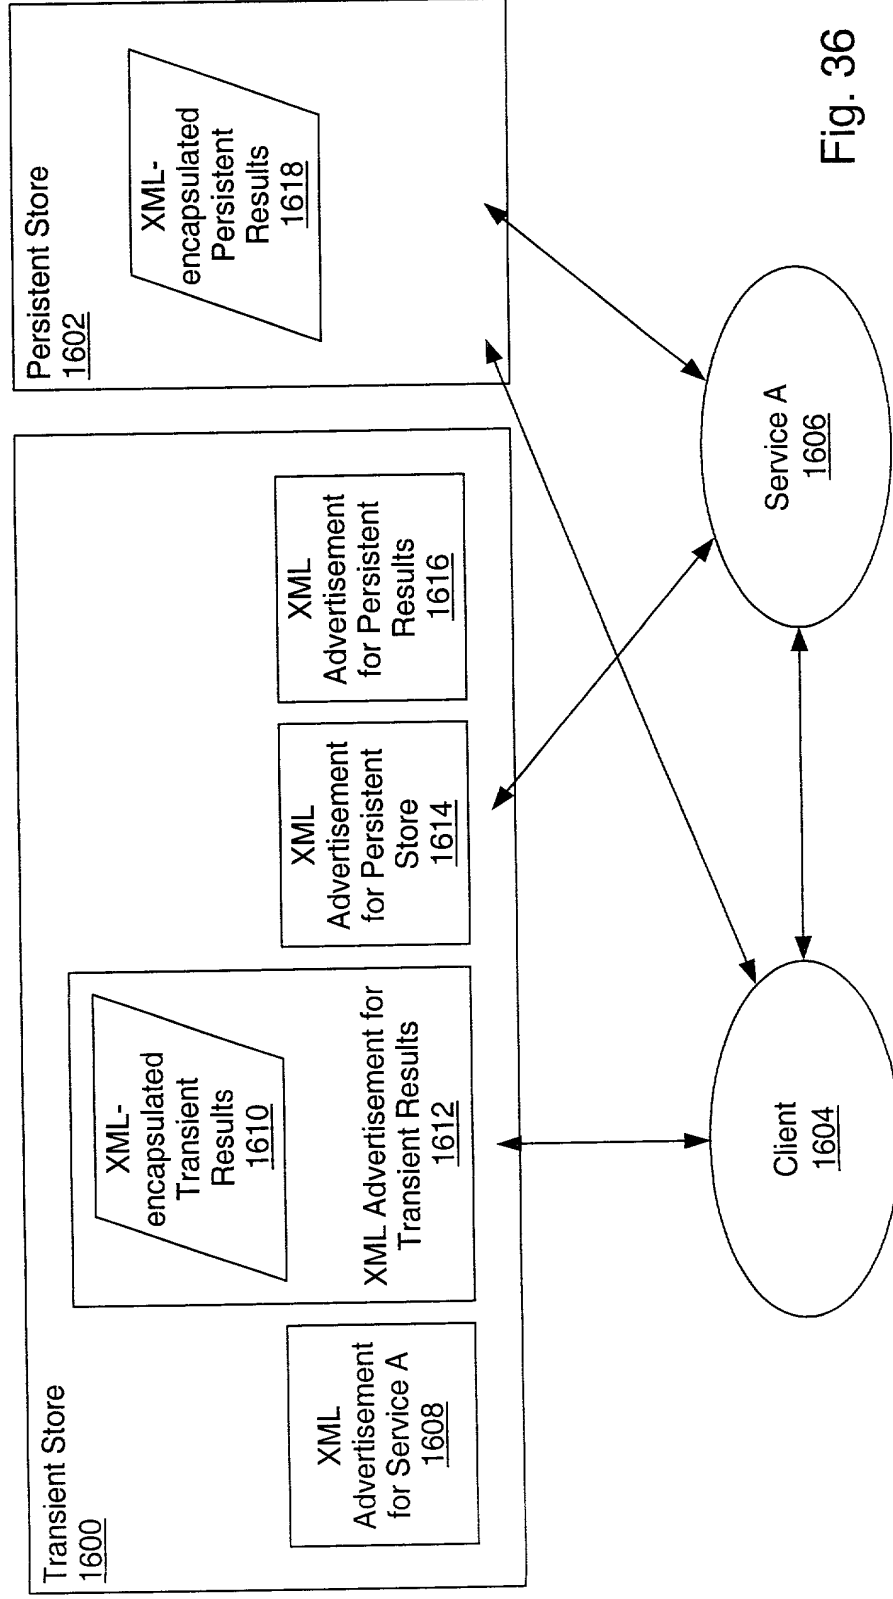 Transient Store
1600
XML
Advertisement
for Service A
1608
XML-
encapsulated
Transient
Results
1610
XML Advertisement for
Transient Results
1612
XML
Advertisement
for Persistent
Store
1614
XML
Advertisement
for Persistent
Results
1616
Persistent Store
1602
XML-
encapsulated
Persistent
Results
1618
Client
1604
Service A
1606
Fig. 36